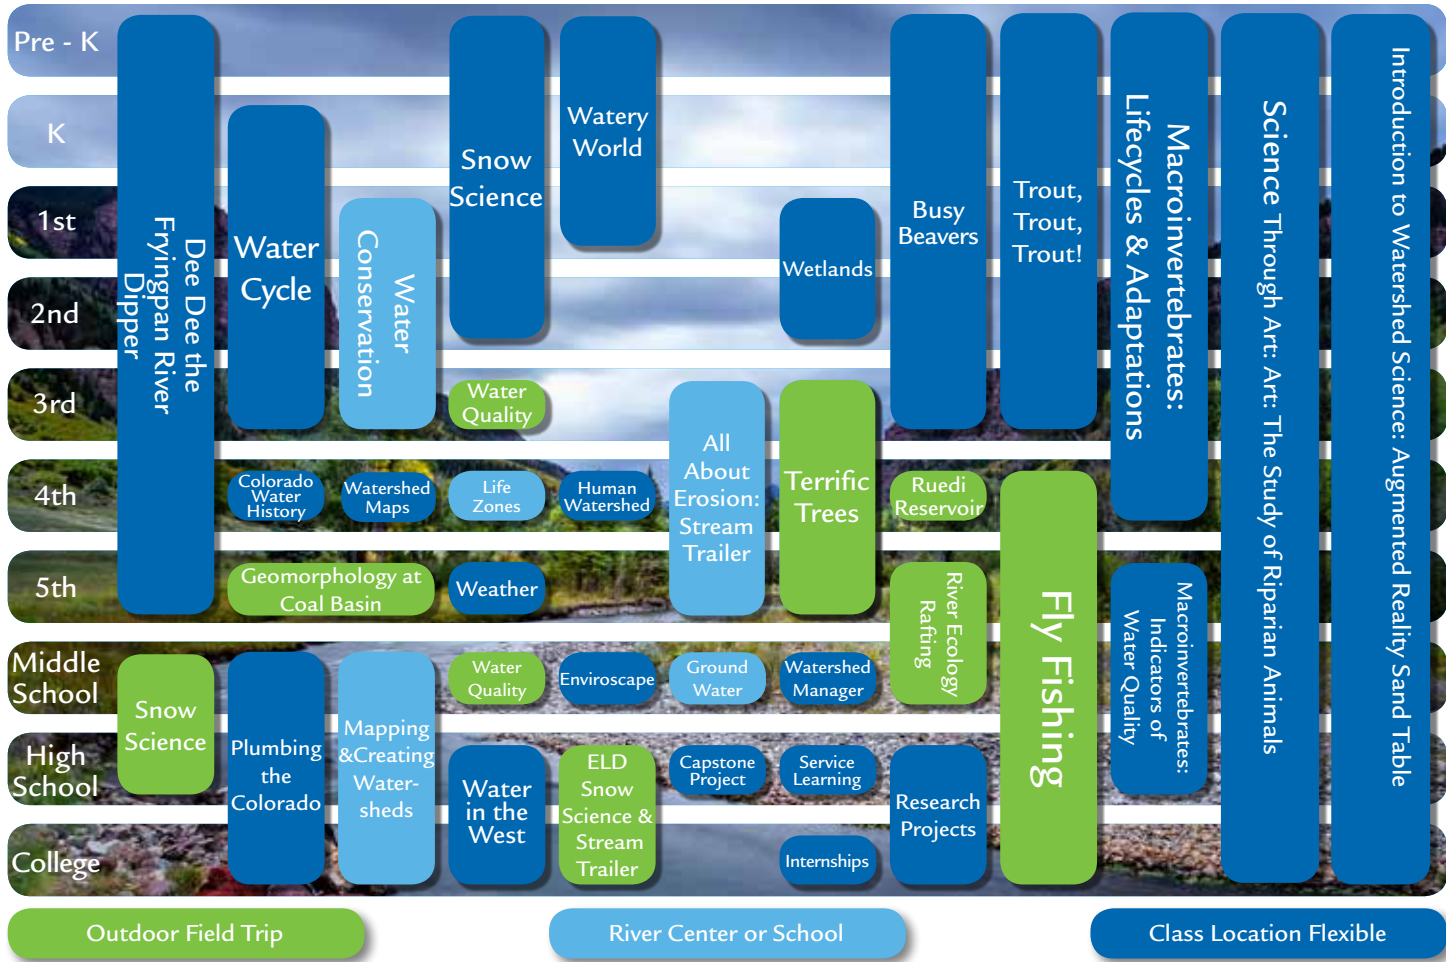 Pre - K
K
1st
2nd
3rd
4th
5th
Middle
School
High
School
College
Dee Dee the
Fryingpan River
Dipper
Water
Cycle
Water
Conservation
Snow
Science
Watery
World
Wetlands
Busy
Beavers
Trout,
Trout,
Trout!
Macroinvertebrates:
Lifecycles & Adaptations
Science Through Art: Art: The Study of Riparian Animals
Introduction to Watershed Science: Augmented Reality Sand Table
Water
Quality
All
About
Erosion:
Stream
Trailer
Terrific
Trees
Colorado
Water
History
Watershed
Maps
Life
Zones
Human
Watershed
Ruedi
Reservoir
Fly Fishing
Geomorphology at
Coal Basin
Weather
River Ecology
Rafting
Macroinvertebrates:
Indicators of
Water Quality
Snow
Science
Plumbing
the
Colorado
Mapping
&Creating
Water-
sheds
Water
Quality
Enviroscape
Ground
Water
Watershed
Manager
Water
in the
West
ELD
Snow
Science &
Stream
Trailer
Capstone
Project
Service
Learning
Research
Projects
Internships
Outdoor Field Trip
River Center or School
Class Location Flexible